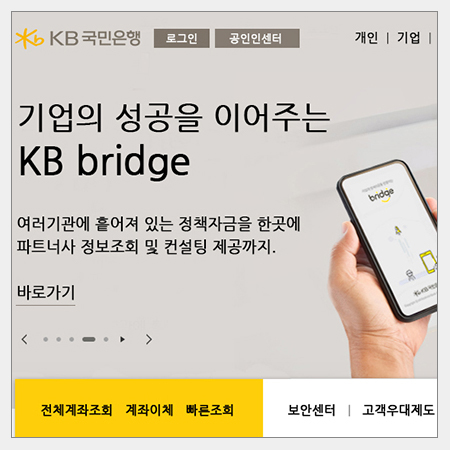 KB국민은행 로그인 공인인센터 개인 | 기업 |
기업의 성공을 이어주는
KB bridge
여러기관에 흩어져 있는 정책자금을 한곳에
파트너사 정보조회 및 컨설팅 제공까지.
바로가기
bridge
전체계좌조회 계좌이체 빠른조회 보안센터 | 고객우대제도